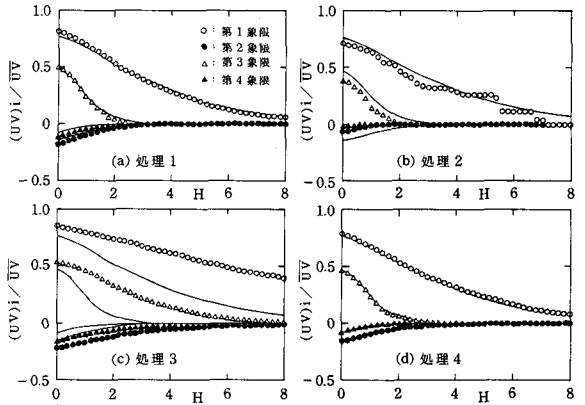 1.0
0.5
0
-0.5
(UV)i / UV
○ : 第1象限
● : 第2象限
△ : 第3象限
▲ : 第4象限
(a) 処理1
0 2 4 H 6 8
1.0
0.5
0
-0.5
(UV)i / UV
(b) 処理2
0 2 4 H 6 8
1.0
0.5
0
-0.5
(UV)i / UV
(c) 処理3
0 2 4 H 6 8
1.0
0.5
0
-0.5
(UV)i / UV
(d) 処理4
0 2 4 H 6 8